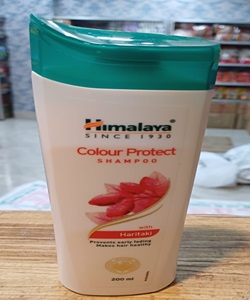 Himalaya
SINCE 1930
Colour Protect
SHAMPOO
with
Haritaki
Prevents early fading
Makes hair healthy
200 ml